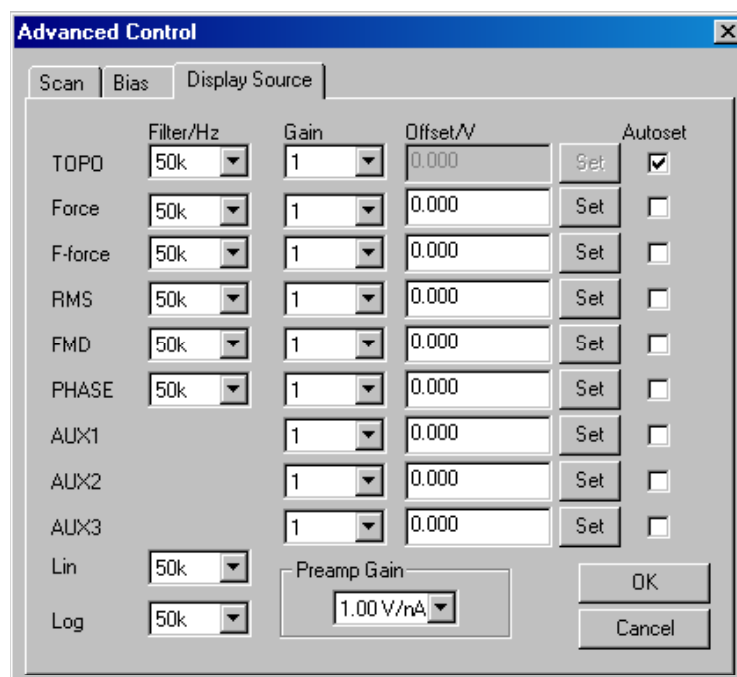 Advanced Control
Scan Bias Display Source
Filter/Hz Gain Offset/V Autoset
TOPO 50k 1 0.000 Set
Force 50k 1 0.000 Set
F-force 50k 1 0.000 Set
RMS 50k 1 0.000 Set
FMD 50k 1 0.000 Set
PHASE 50k 1 0.000 Set
AUX1 1 0.000 Set
AUX2 1 0.000 Set
AUX3 1 0.000 Set
Lin 50k Preamp Gain OK
Log 50k 1.00 V/nA Cancel